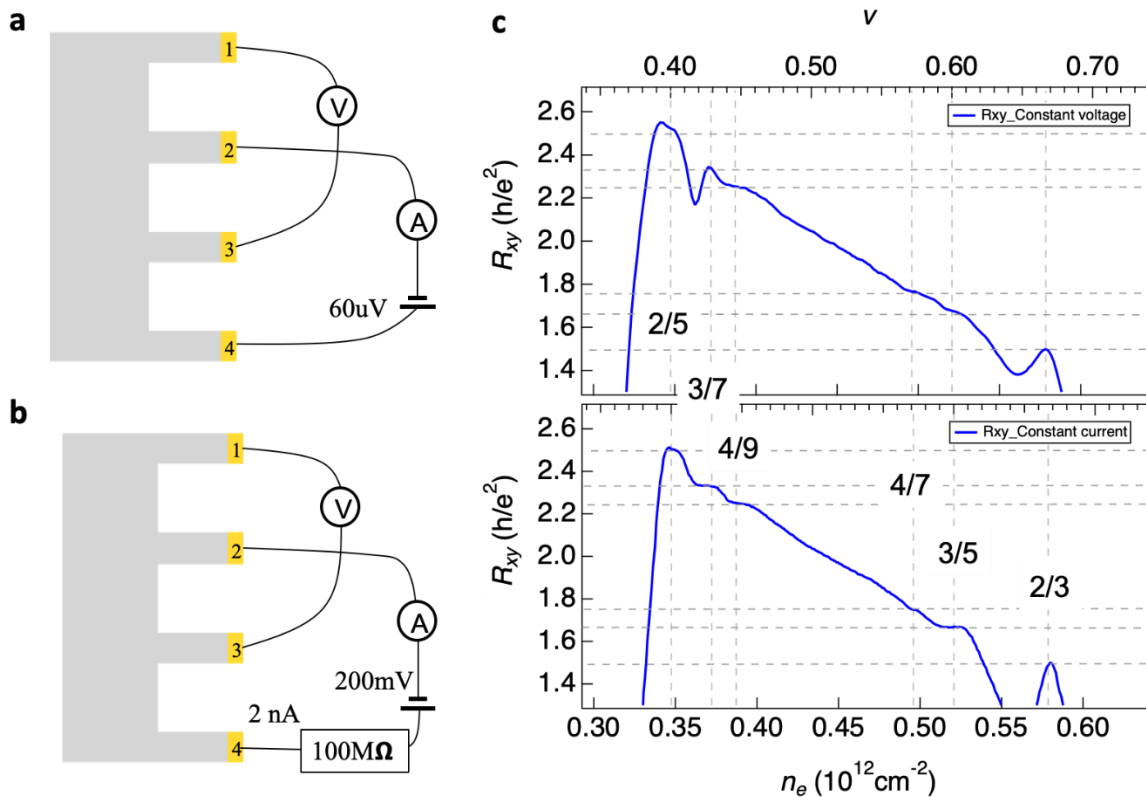 a
1
V
2
A
3
60uV
4
b
1
V
2
A
3
200mV
2 nA
4
100MΩ
c
ν
0.40
0.50
0.60
0.70
Rxy_Constant voltage
2.6
2.4
2.2
2.0
1.8
1.6
1.4
Rxy (h/e²)
2/5
3/7
Rxy_Constant current
2.6
2.4
2.2
2.0
1.8
1.6
1.4
Rxy (h/e²)
4/9
4/7
3/5
2/3
0.30
0.35
0.40
0.45
0.50
0.55
0.60
ne (10¹²cm⁻²)